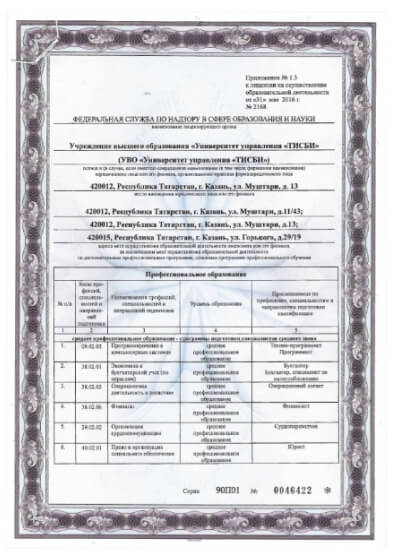 Приложение № 1.3
к лицензии на осуществление
образовательной деятельности
от «31» мая 2016 г.
№ 2168
ФЕДЕРАЛЬНАЯ СЛУЖБА ПО НАДЗОРУ В СФЕРЕ ОБРАЗОВАНИЯ И НАУКИ
наименование лицензирующего органа
Учреждение высшего образования «Университет управления «ТИСБИ»
(УВО «Университет управления «ТИСБИ»)
420012, Республика Татарстан, г. Казань, ул. Муштари, д. 13
место нахождения юридического лица или его филиала
420012, Республика Татарстан, г. Казань, ул. Муштари, д.11/43;
420012, Республика Татарстан, г. Казань, ул. Муштари, д.13;
420015, Республика Татарстан, г. Казань, ул. Горького, д.29/19
Профессиональное образование
№ п/п
Коды профессий, специальностей и направлений подготовки
Наименования профессий, специальностей и направлений подготовки
Уровень образования
Присваиваемые по профессиям, специальностям и направлениям подготовки квалификации
1 2 3 4 5
среднее профессиональное образование - программы подготовки специалистов среднего звена
1. 09.02.03 Программирование в компьютерных системах среднее профессиональное образование Техник-программист Программист
2. 38.02.01 Экономика и бухгалтерский учет (по отраслям) среднее профессиональное образование Бухгалтер Бухгалтер, специалист по налогообложению
3. 38.02.03 Операционная деятельность в логистике среднее профессиональное образование Операционный логист
4. 38.02.06 Финансы среднее профессиональное образование Финансист
5. 39.02.02 Организация сурдокоммуникации среднее профессиональное образование Сурдопереводчик
6. 40.02.01 Право и организация социального обеспечения среднее профессиональное образование Юрист
Серия 90П01 № 0046422 *